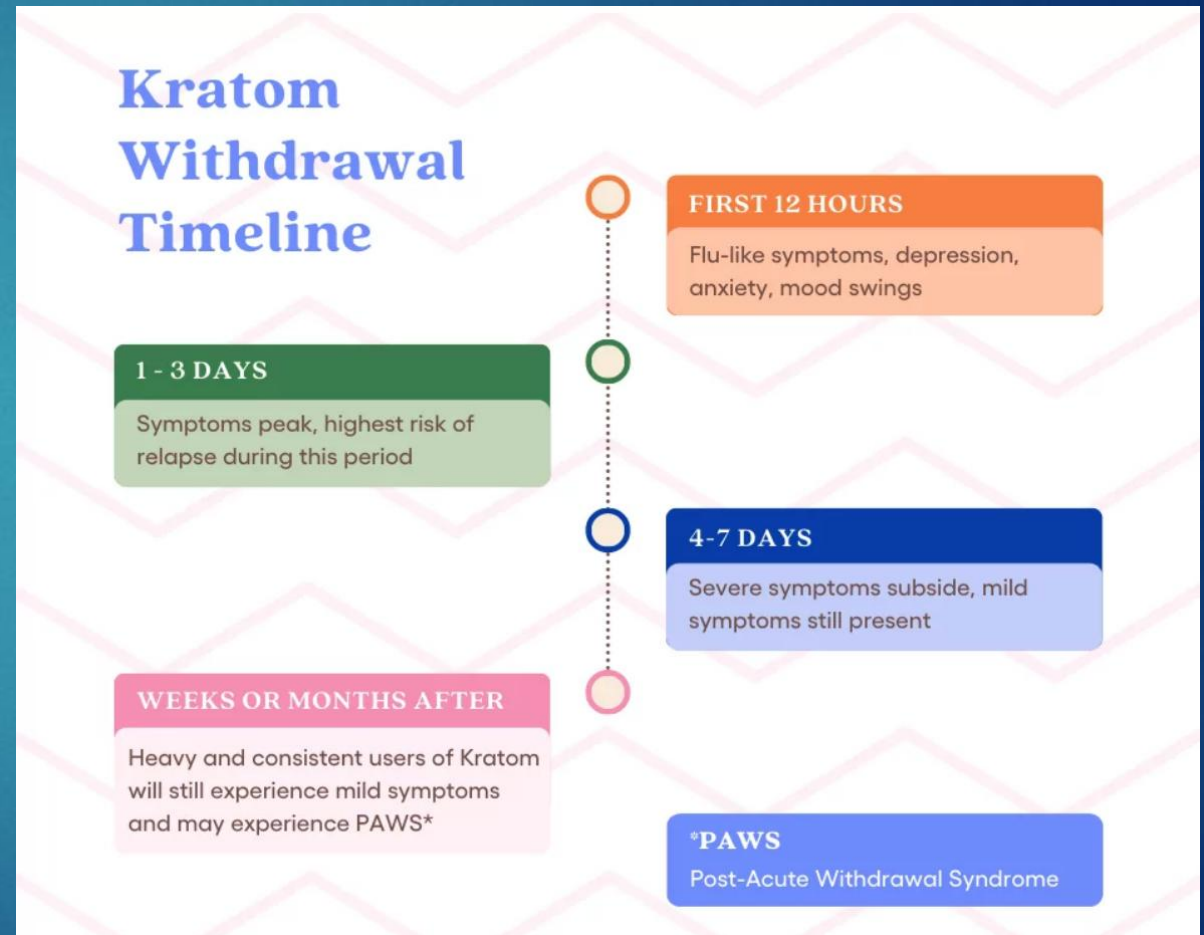 Kratom
Withdrawal
Timeline
FIRST 12 HOURS
Flu-like symptoms, depression,
anxiety, mood swings
1 - 3 DAYS
Symptoms peak, highest risk of
relapse during this period
4-7 DAYS
Severe symptoms subside, mild
symptoms still present
WEEKS OR MONTHS AFTER
Heavy and consistent users of Kratom
will still experience mild symptoms
and may experience PAWS*
*PAWS
Post-Acute Withdrawal Syndrome